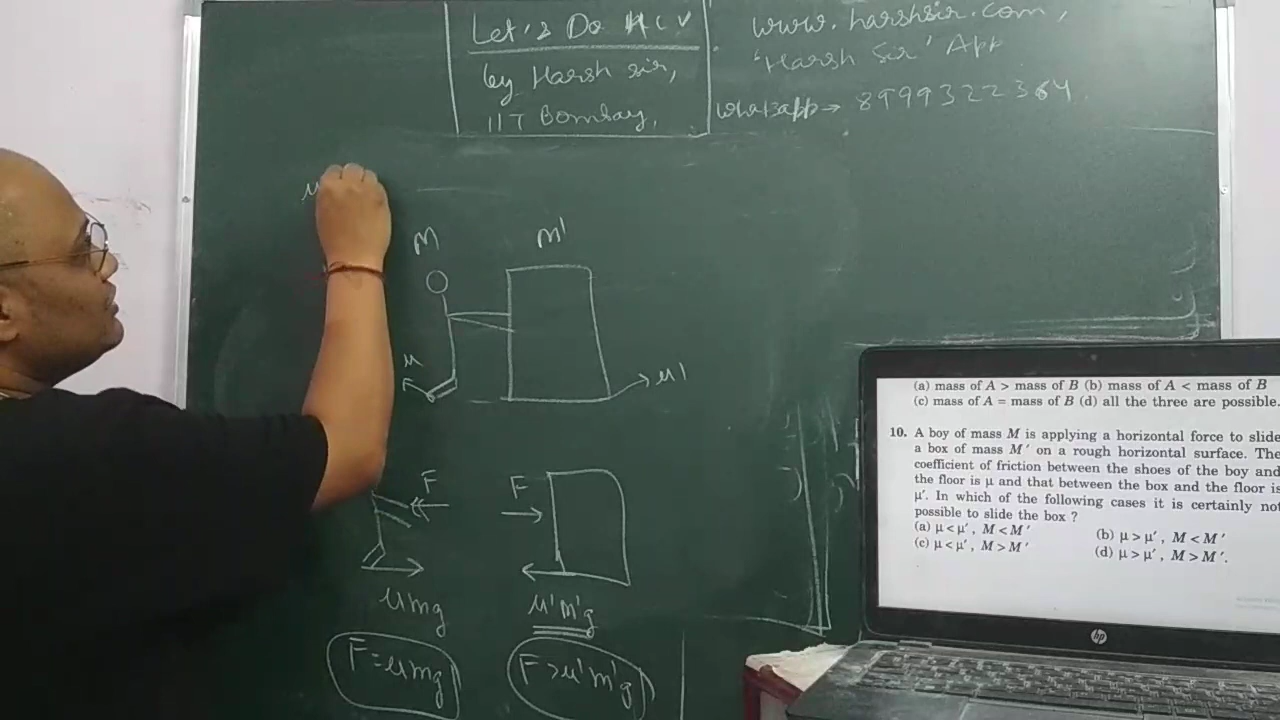 Let's Do HCV
by Harsh sir,
IIT Bombay.
www.harshsir.com,
'Harsh Sir' App
whatsapp → 8999322364
μ
M
M'
μ
μ'
F
F
μmg
μ'm'g
F=μmg
F>μ'm'g
(a) mass of A > mass of B (b) mass of A < mass of B
(c) mass of A = mass of B (d) all the three are possible.
10. A boy of mass M is applying a horizontal force to slide
a box of mass M' on a rough horizontal surface. The
coefficient of friction between the shoes of the boy and
the floor is μ and that between the box and the floor is
μ'. In which of the following cases it is certainly not
possible to slide the box ?
(a) μ < μ', M < M' (b) μ > μ', M < M'
(c) μ < μ', M > M' (d) μ > μ', M > M'.
hp